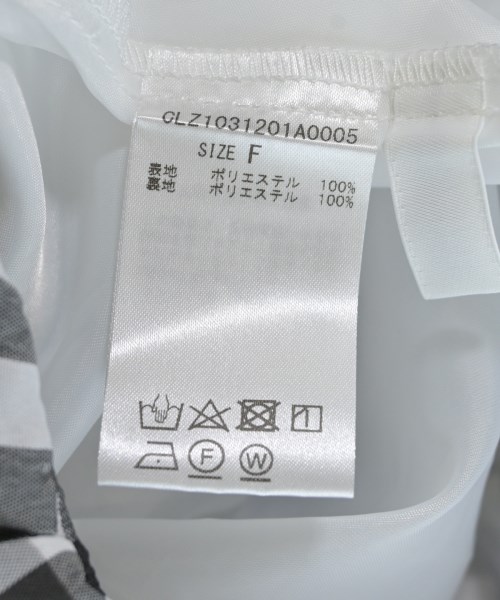 CLZ1031201A0005
SIZE F
表地 ポリエステル 100%
裏地 ポリエステル 100%
F W